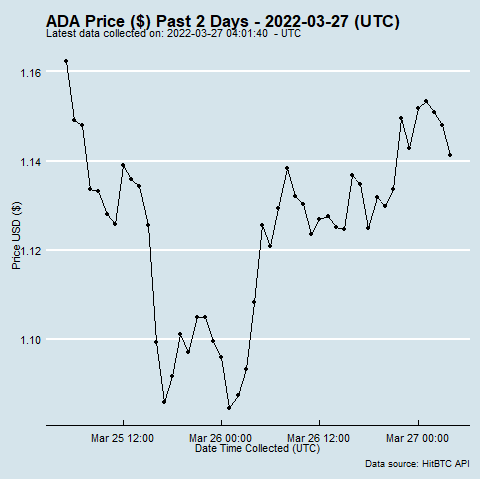 ADA Price ($) Past 2 Days - 2022-03-27 (UTC)
Latest data collected on: 2022-03-27 04:01:40 - UTC
1.16
1.14
1.12
1.10
Price USD ($)
Mar 25 12:00 Mar 26 00:00 Mar 26 12:00 Mar 27 00:00
Date Time Collected (UTC)
Data source: HitBTC API